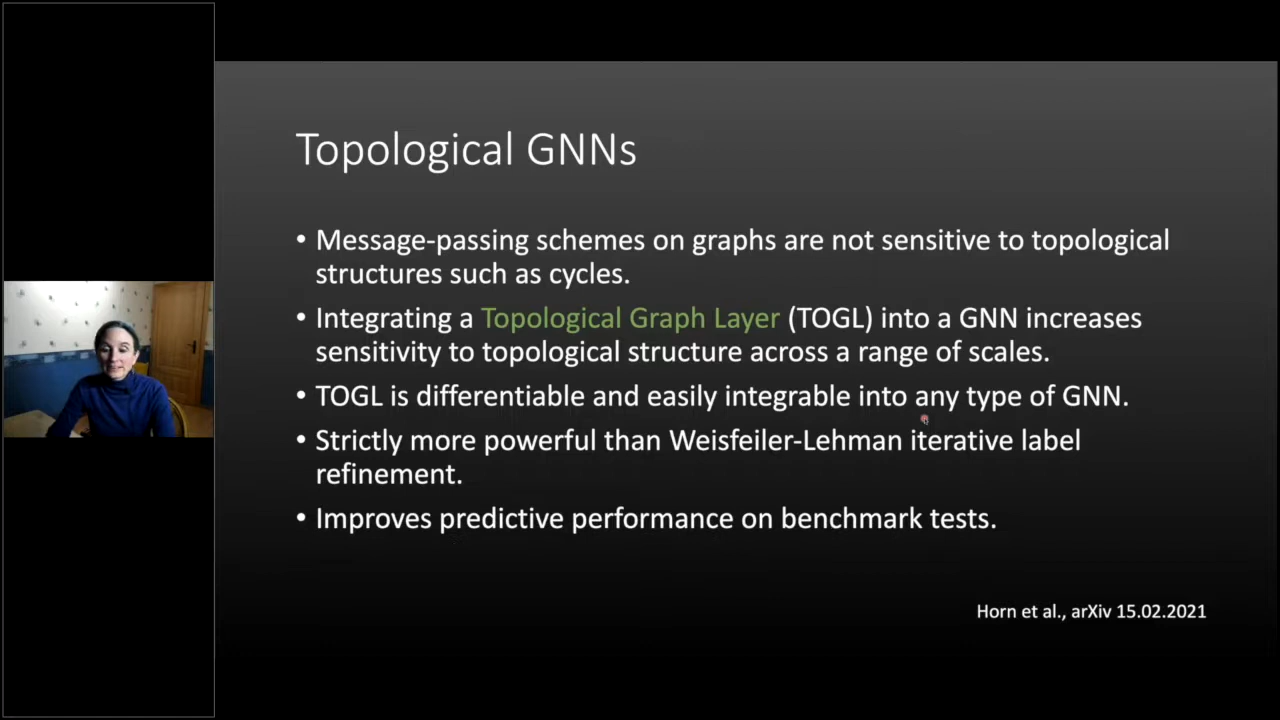 Topological GNNs
• Message-passing schemes on graphs are not sensitive to topological
structures such as cycles.
• Integrating a Topological Graph Layer (TOGL) into a GNN increases
sensitivity to topological structure across a range of scales.
• TOGL is differentiable and easily integrable into any type of GNN.
• Strictly more powerful than Weisfeiler-Lehman iterative label
refinement.
• Improves predictive performance on benchmark tests.
Horn et al., arXiv 15.02.2021